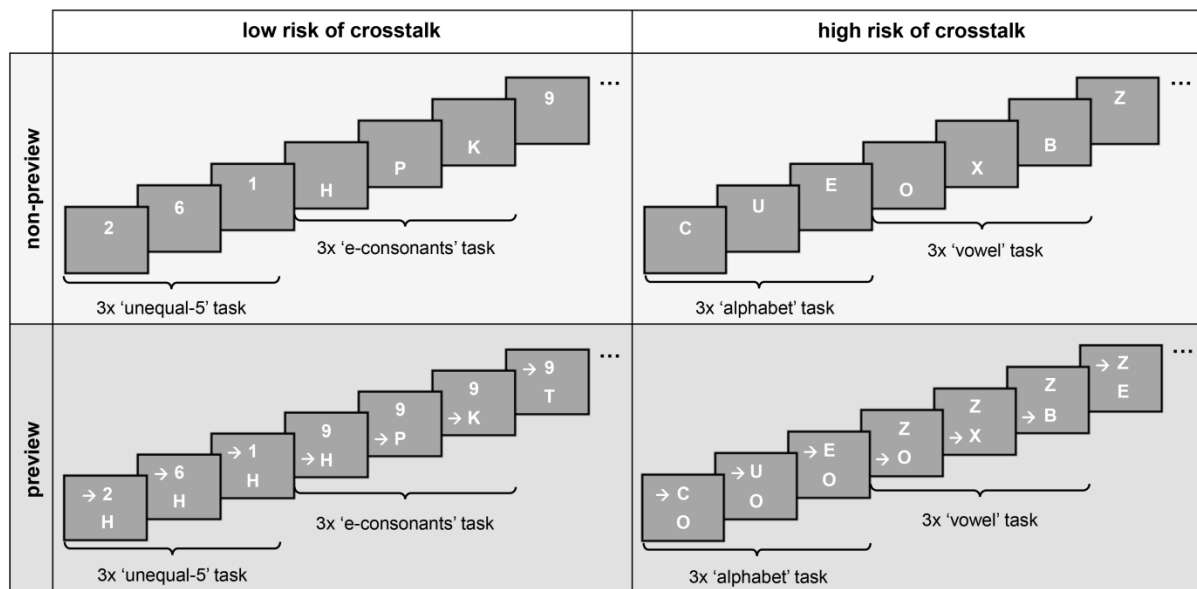 low risk of crosstalk
high risk of crosstalk
non-preview
2
6
1
H
P
K
9
...
3x ‘unequal-5’ task
3x ‘e-consonants’ task
C
U
E
O
X
B
Z
...
3x ‘alphabet’ task
3x ‘vowel’ task
preview
→ 2
H
→ 6
H
→ 1
H
9
→ H
9
→ P
9
→ K
→ 9
T
...
3x ‘unequal-5’ task
3x ‘e-consonants’ task
→ C
O
→ U
O
→ E
O
Z
→ O
Z
→ X
Z
→ B
→ Z
E
...
3x ‘alphabet’ task
3x ‘vowel’ task